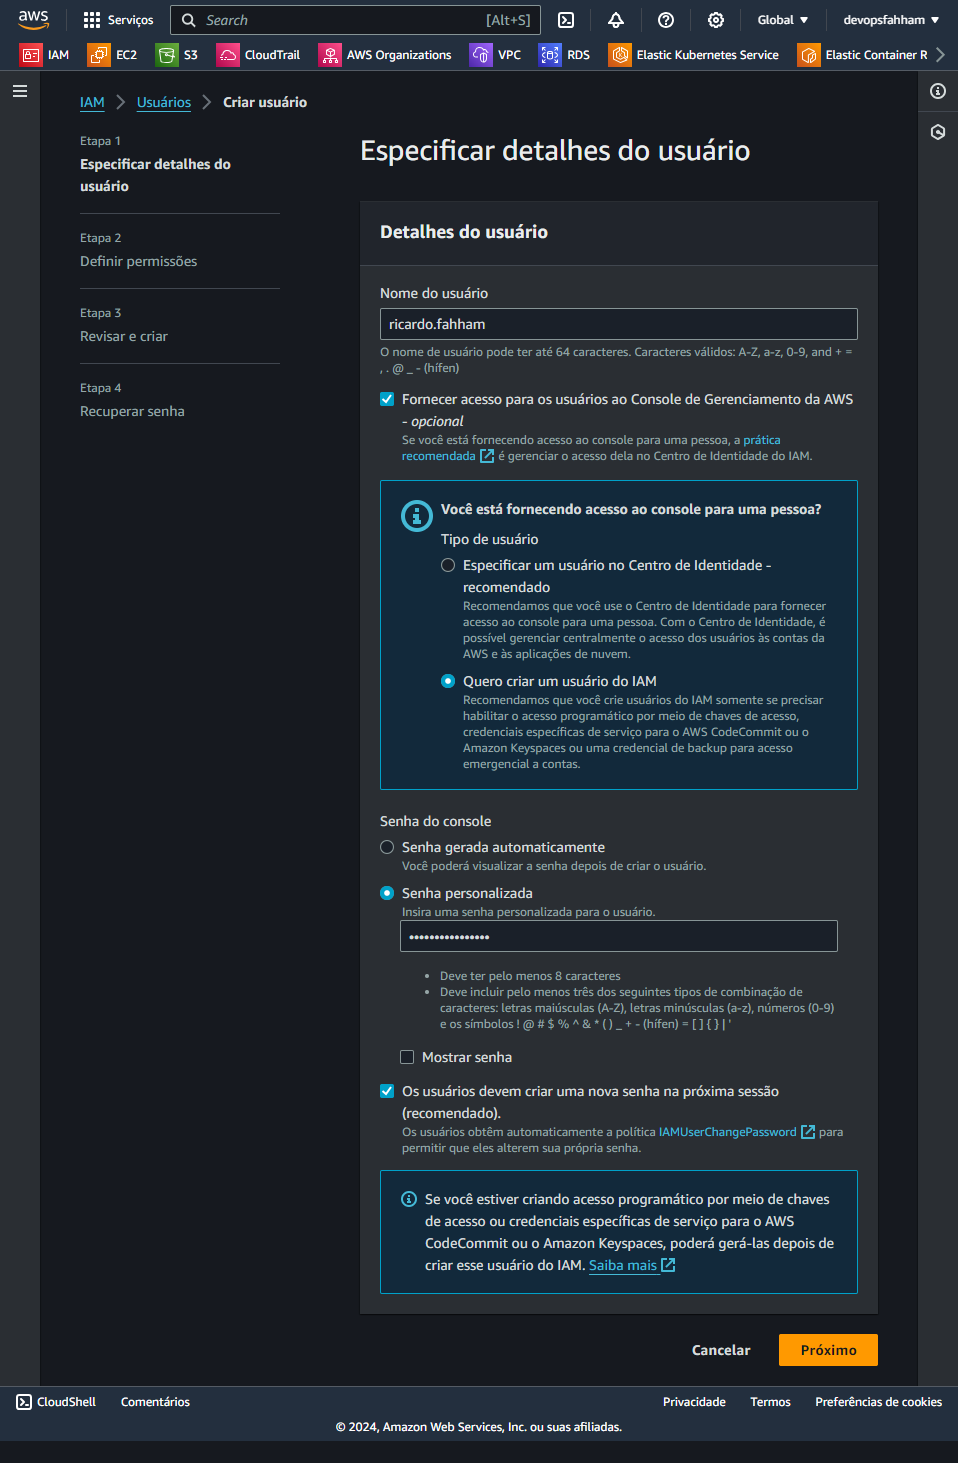 aws
Serviços
Search
[Alt+S]
Global
devopsfahham
IAM
EC2
S3
CloudTrail
AWS Organizations
VPC
RDS
Elastic Kubernetes Service
Elastic Container R
IAM
Usuários
Criar usuário
Etapa 1
Especificar detalhes do
usuário
Etapa 2
Definir permissões
Etapa 3
Revisar e criar
Etapa 4
Recuperar senha
Especificar detalhes do usuário
Detalhes do usuário
Nome do usuário
ricardo.fahham
O nome de usuário pode ter até 64 caracteres. Caracteres válidos: A-Z, a-z, 0-9, and + =
, . @ _ - (hífen)
Fornecer acesso para os usuários ao Console de Gerenciamento da AWS
- opcional
Se você está fornecendo acesso ao console para uma pessoa, a prática
recomendada é gerenciar o acesso dela no Centro de Identidade do IAM.
Você está fornecendo acesso ao console para uma pessoa?
Tipo de usuário
Especificar um usuário no Centro de Identidade -
recomendado
Recomendamos que você use o Centro de Identidade para fornecer
acesso ao console para uma pessoa. Com o Centro de Identidade, é
possível gerenciar centralmente o acesso dos usuários às contas da
AWS e às aplicações de nuvem.
Quero criar um usuário do IAM
Recomendamos que você crie usuários do IAM somente se precisar
habilitar o acesso programático por meio de chaves de acesso,
credenciais específicas de serviço para o AWS CodeCommit ou o
Amazon Keyspaces ou uma credencial de backup para acesso
emergencial a contas.
Senha do console
Senha gerada automaticamente
Você poderá visualizar a senha depois de criar o usuário.
Senha personalizada
Insira uma senha personalizada para o usuário.
••••••••••••••••
• Deve ter pelo menos 8 caracteres
• Deve incluir pelo menos três dos seguintes tipos de combinação de
caracteres: letras maiúsculas (A-Z), letras minúsculas (a-z), números (0-9)
e os símbolos ! @ # $ % ^ & * ( ) _ + - (hífen) = [ ] { } | '
Mostrar senha
Os usuários devem criar uma nova senha na próxima sessão
(recomendado).
Os usuários obtêm automaticamente a política IAMUserChangePassword para
permitir que eles alterem sua própria senha.
Se você estiver criando acesso programático por meio de chaves
de acesso ou credenciais específicas de serviço para o AWS
CodeCommit ou o Amazon Keyspaces, poderá gerá-las depois de
criar esse usuário do IAM. Saiba mais
Cancelar
Próximo
CloudShell
Comentários
Privacidade
Termos
Preferências de cookies
© 2024, Amazon Web Services, Inc. ou suas afiliadas.